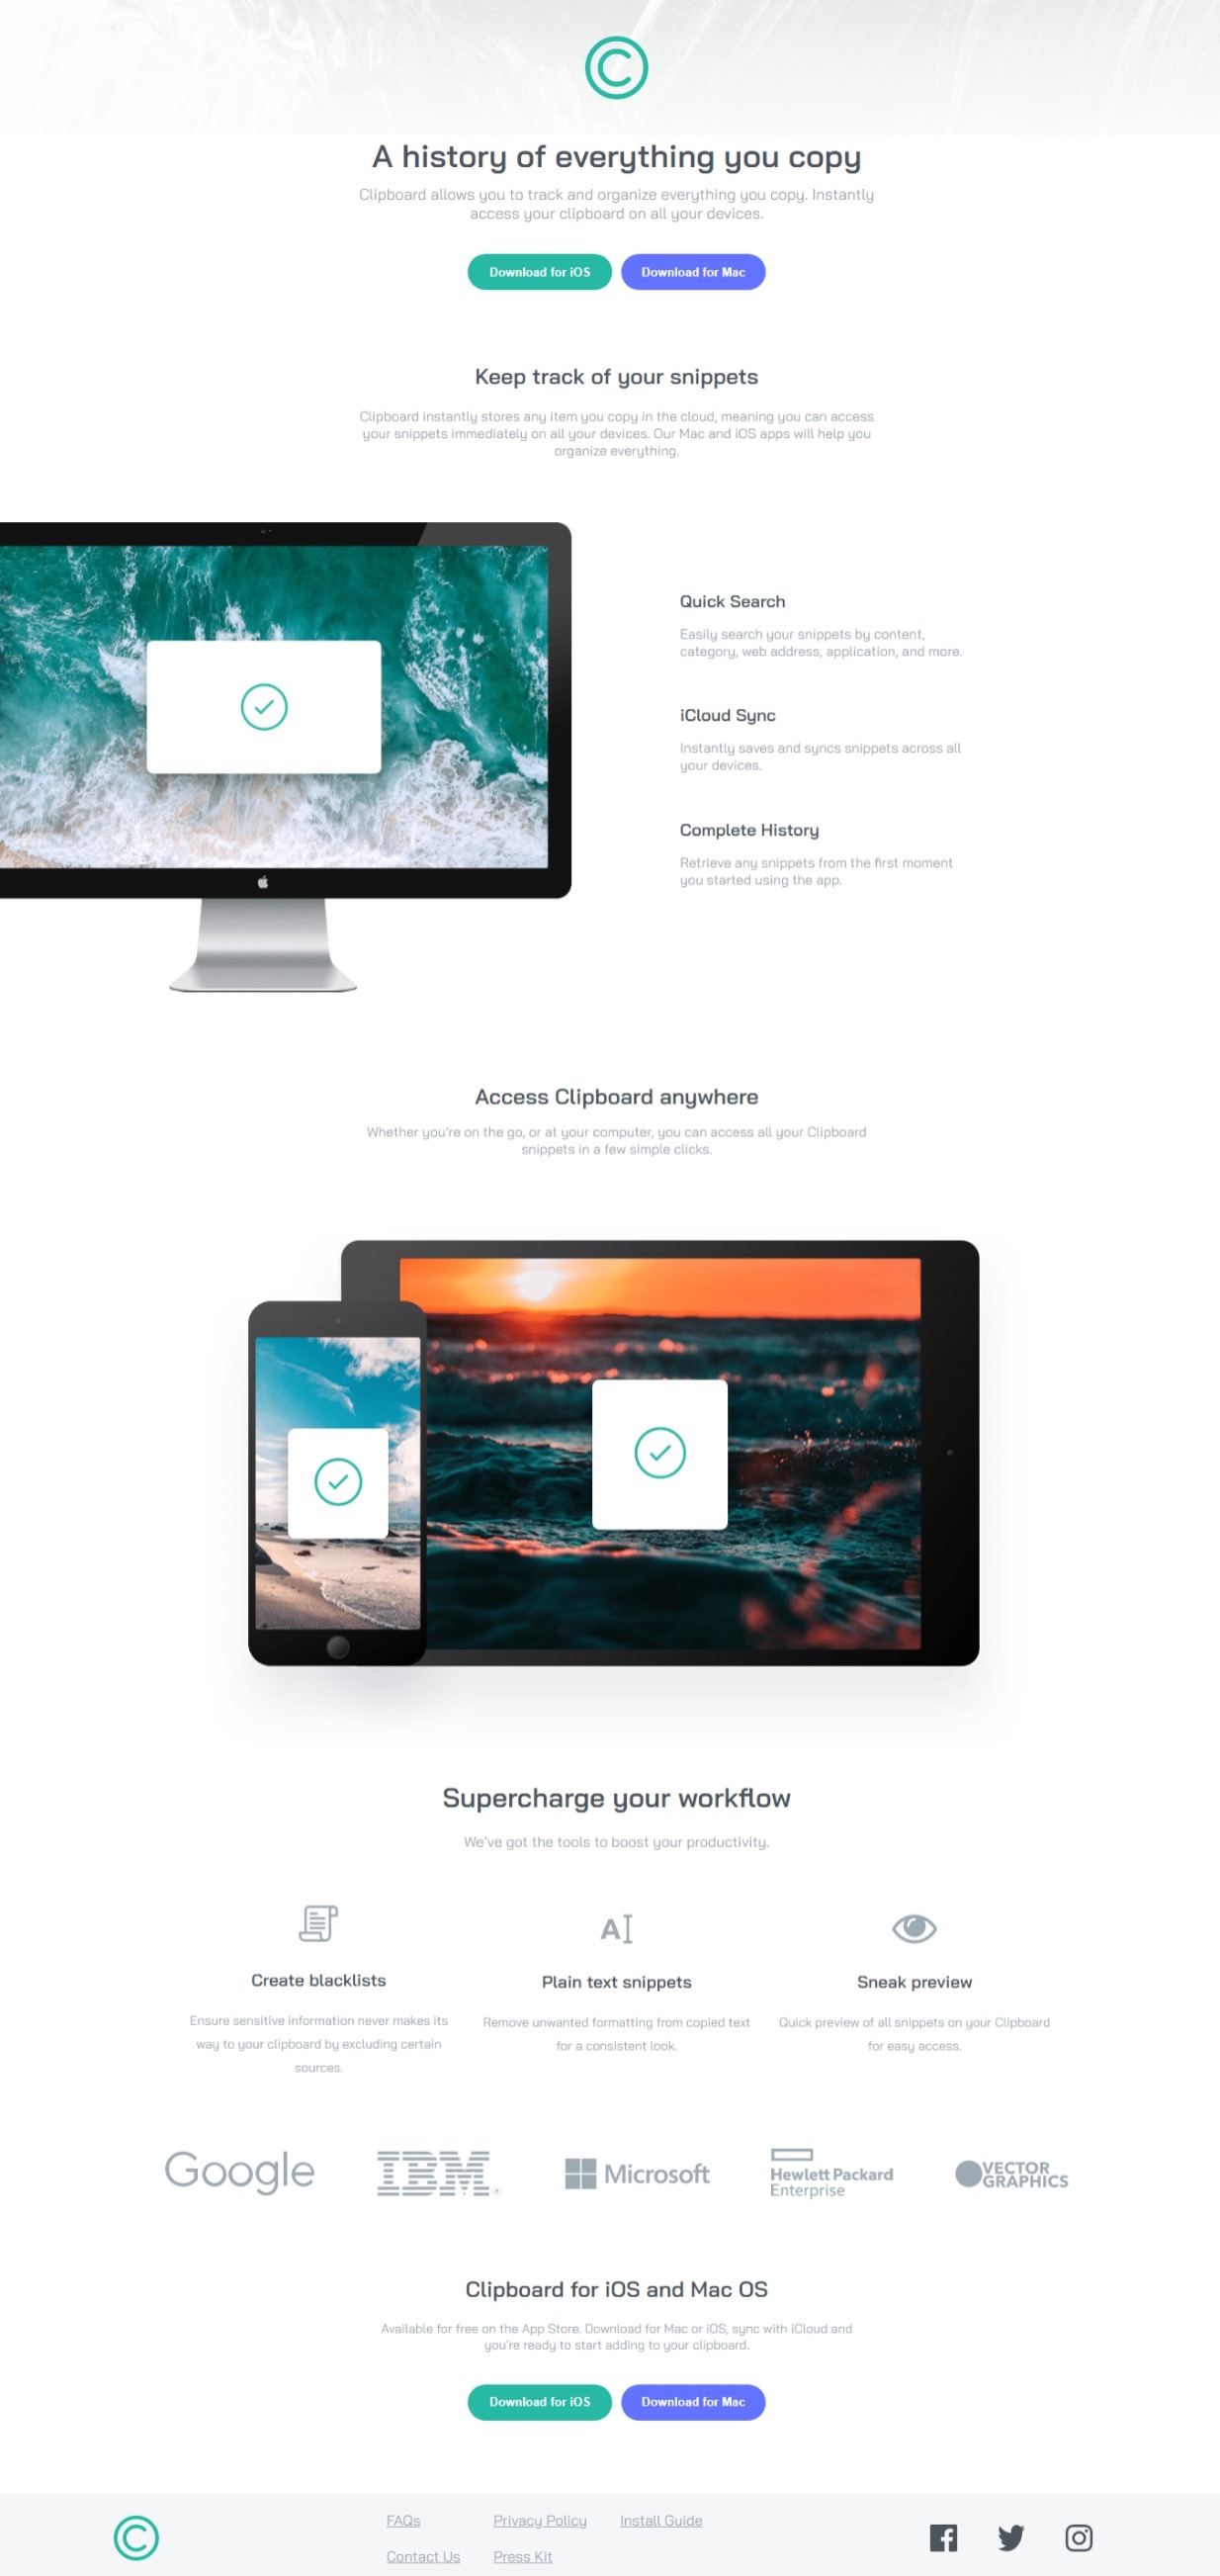 A history of everything you copy
Clipboard allows you to track and organize everything you copy. Instantly
access your clipboard on all your devices.
Download for iOS
Download for Mac
Keep track of your snippets
Clipboard instantly stores any item you copy in the cloud, meaning you can access
your snippets immediately on all your devices. Our Mac and iOS apps will help you
organize everything.
Quick Search
Easily search your snippets by content,
category, web address, application, and more.
iCloud Sync
Instantly saves and syncs snippets across all
your devices.
Complete History
Retrieve any snippets from the first moment
you started using the app.
Access Clipboard anywhere
Whether you're on the go, or at your computer, you can access all your Clipboard
snippets in a few simple clicks.
Supercharge your workflow
We've got the tools to boost your productivity.
Create blacklists
Ensure sensitive information never makes its
way to your clipboard by excluding certain
sources.
Plain text snippets
Remove unwanted formatting from copied text
for a consistent look.
Sneak preview
Quick preview of all snippets on your Clipboard
for easy access.
Google
IBM
Microsoft
Hewlett Packard
Enterprise
VECTOR
GRAPHICS
Clipboard for iOS and Mac OS
Available for free on the App Store. Download for Mac or iOS, sync with iCloud and
you're ready to start adding to your clipboard.
Download for iOS
Download for Mac
FAQs
Privacy Policy
Install Guide
Contact Us
Press Kit